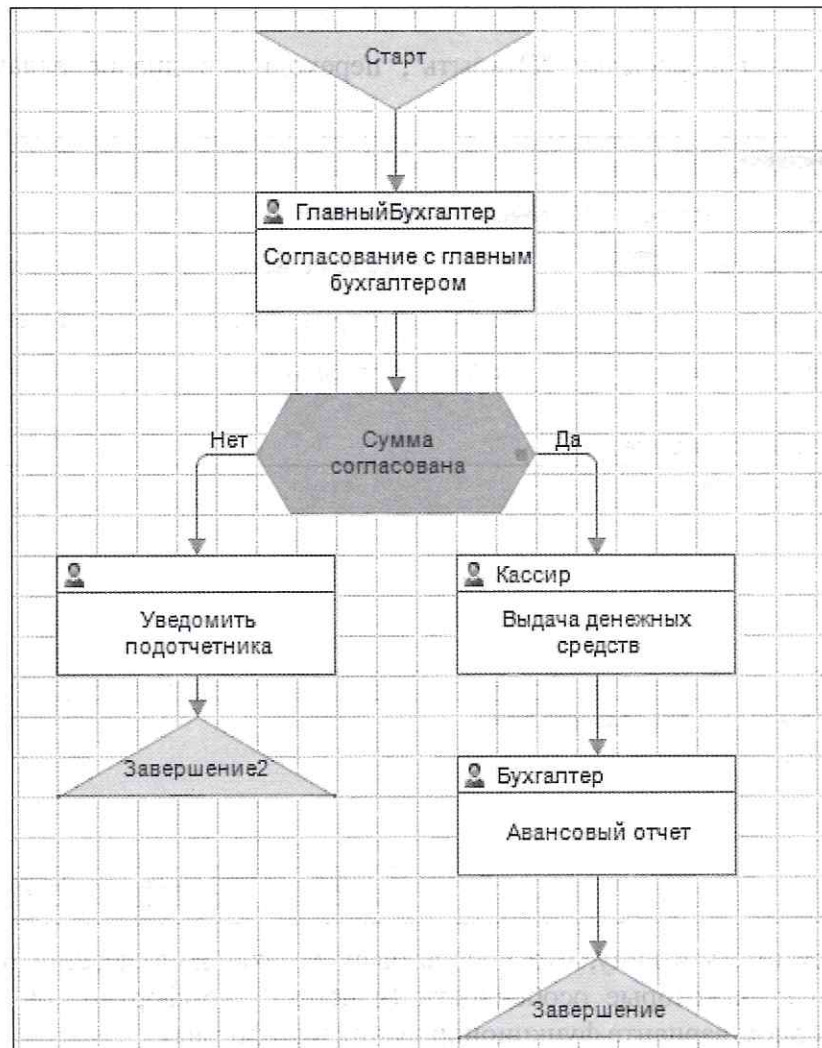 Старт
ГлавныйБухгалтер
Согласование с главным
бухгалтером
Сумма
согласована
Нет
Да
Уведомить
подотчетника
Завершение2
Кассир
Выдача денежных
средств
Бухгалтер
Авансовый отчет
Завершение